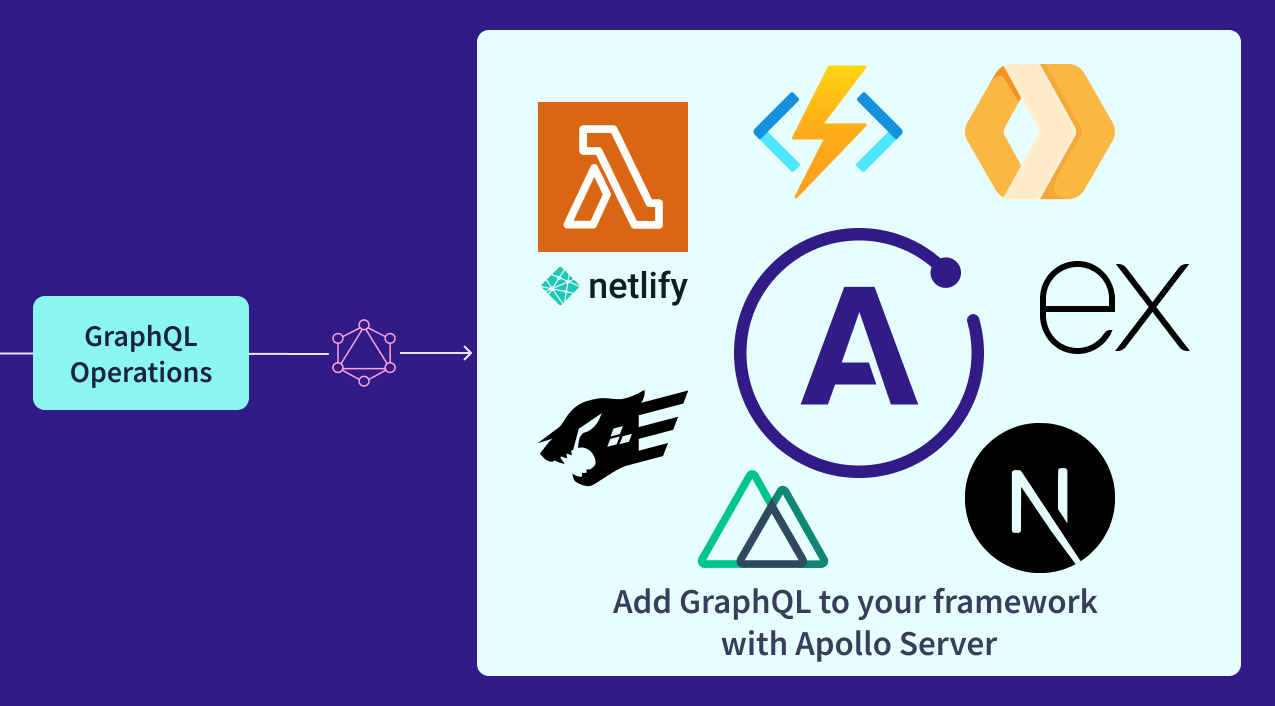 GraphQL
Operations
netlify
A
ex
N
Add GraphQL to your framework
with Apollo Server